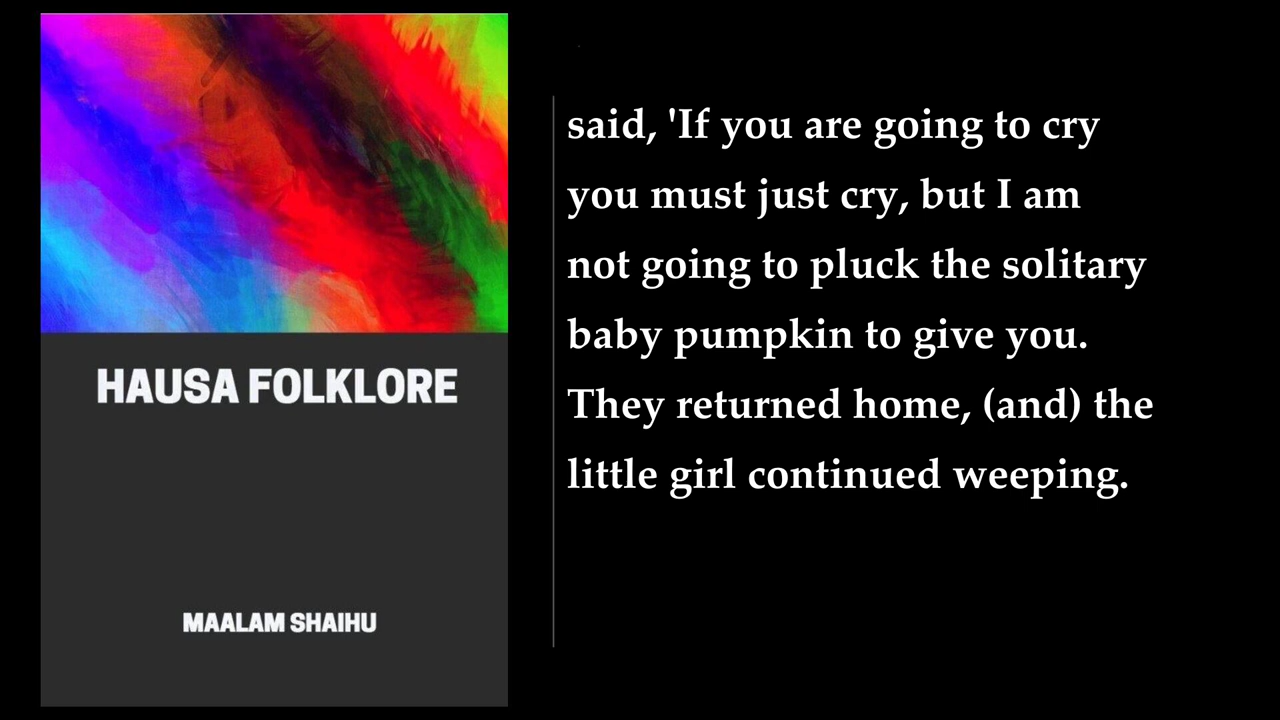 HAUSA FOLKLORE
MAALAM SHAIHU
said, 'If you are going to cry
you must just cry, but I am
not going to pluck the solitary
baby pumpkin to give you.
They returned home, (and) the
little girl continued weeping.